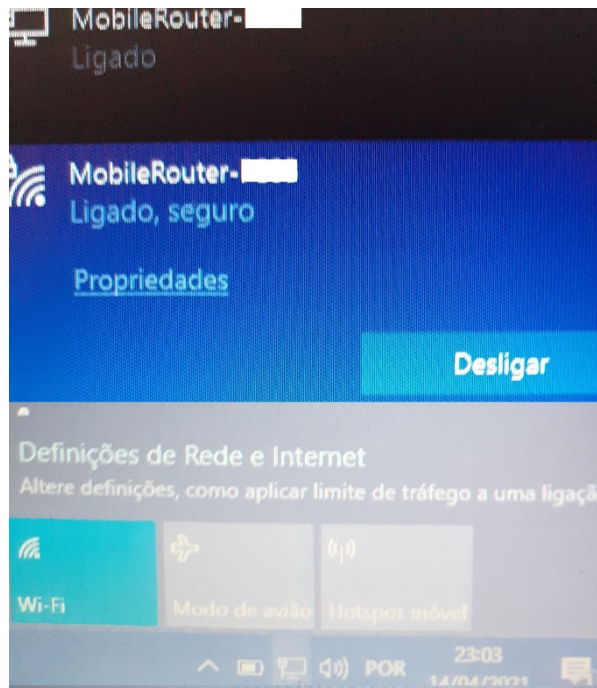 MobileRouter-
Ligado
MobileRouter-
Ligado, seguro
Propriedades
Desligar
Definições de Rede e Internet
Altere definições, como aplicar limite de tráfego a uma ligaçã
Wi-Fi
Modo de avião
Hotspot móvel
POR
23:03
14/04/2021